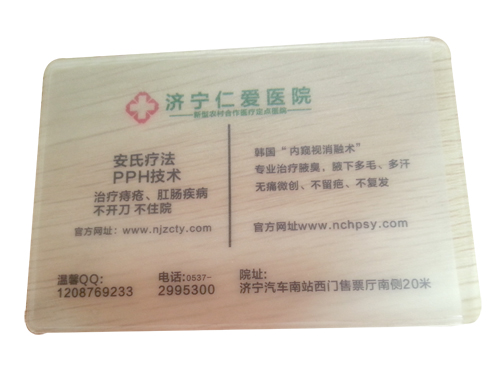 济宁仁爱医院
新型农村合作医疗定点医院
安氏疗法
PPH技术
治疗痔疮、肛肠疾病
不开刀 不住院
官方网址www.njzcty.com
韩国“内窥视消融术”
专业治疗腋臭，腋下多毛、多汗
无痛微创、不留疤、不复发
官方网址www.nchpsy.com
温馨QQ:
1208769233
电话:0537-
2995300
院址:
济宁汽车南站西门售票厅南侧20米